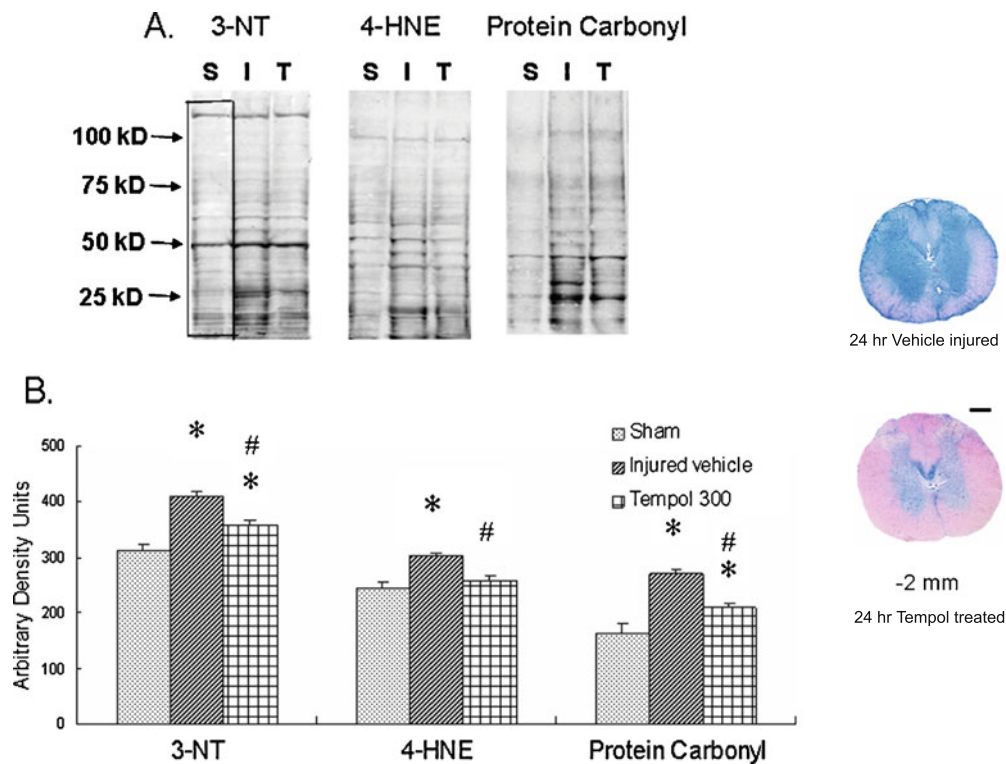 A.
3-NT 4-HNE Protein Carbonyl
S I T S I T S I T
100 kD
75 kD
50 kD
25 kD
24 hr Vehicle injured
B.
Arbitrary Density Units
500
400
300
200
100
0
* # *
* #
* # *
Sham
Injured vehicle
Tempol 300
3-NT 4-HNE Protein Carbonyl
-2 mm
24 hr Tempol treated